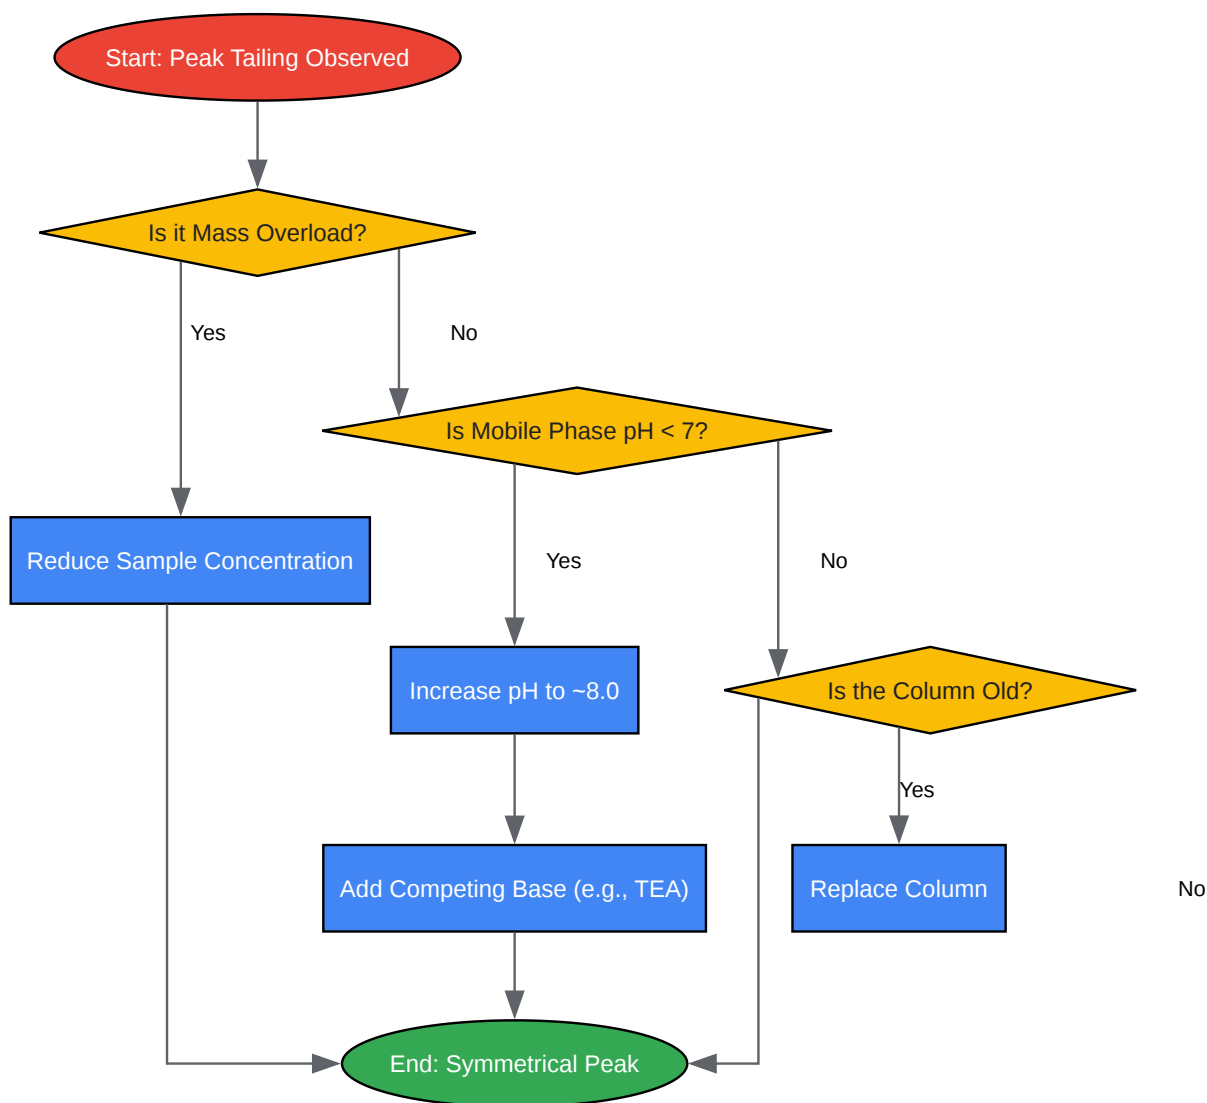 Start: Peak Tailing Observed
Is it Mass Overload?
Yes
No
Is Mobile Phase pH < 7?
Reduce Sample Concentration
Yes
No
Increase pH to ~8.0
Is the Column Old?
Yes
Add Competing Base (e.g., TEA)
Replace Column
No
End: Symmetrical Peak